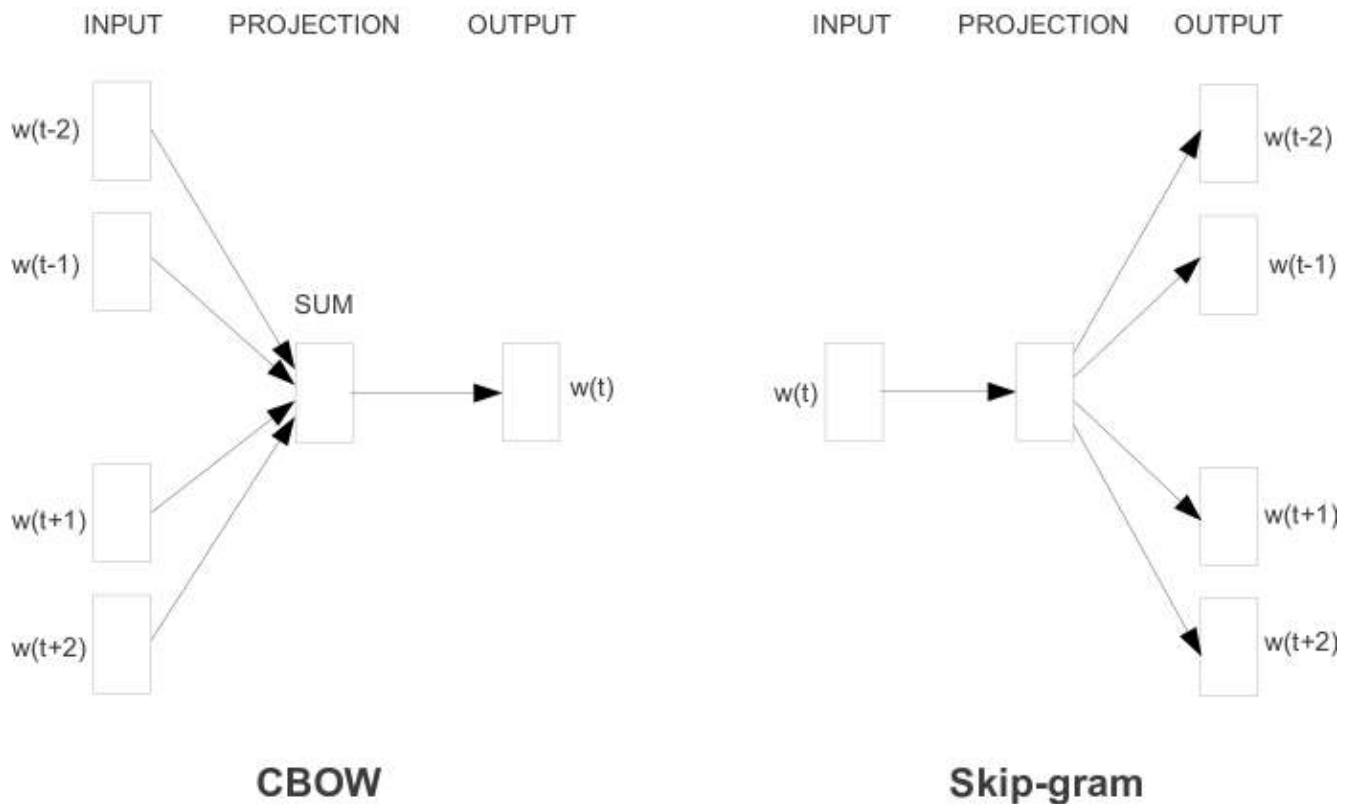 INPUT PROJECTION OUTPUT
w(t-2)
w(t-1)
SUM
w(t)
w(t+1)
w(t+2)
CBOW
INPUT PROJECTION OUTPUT
w(t-2)
w(t-1)
w(t)
w(t+1)
w(t+2)
Skip-gram